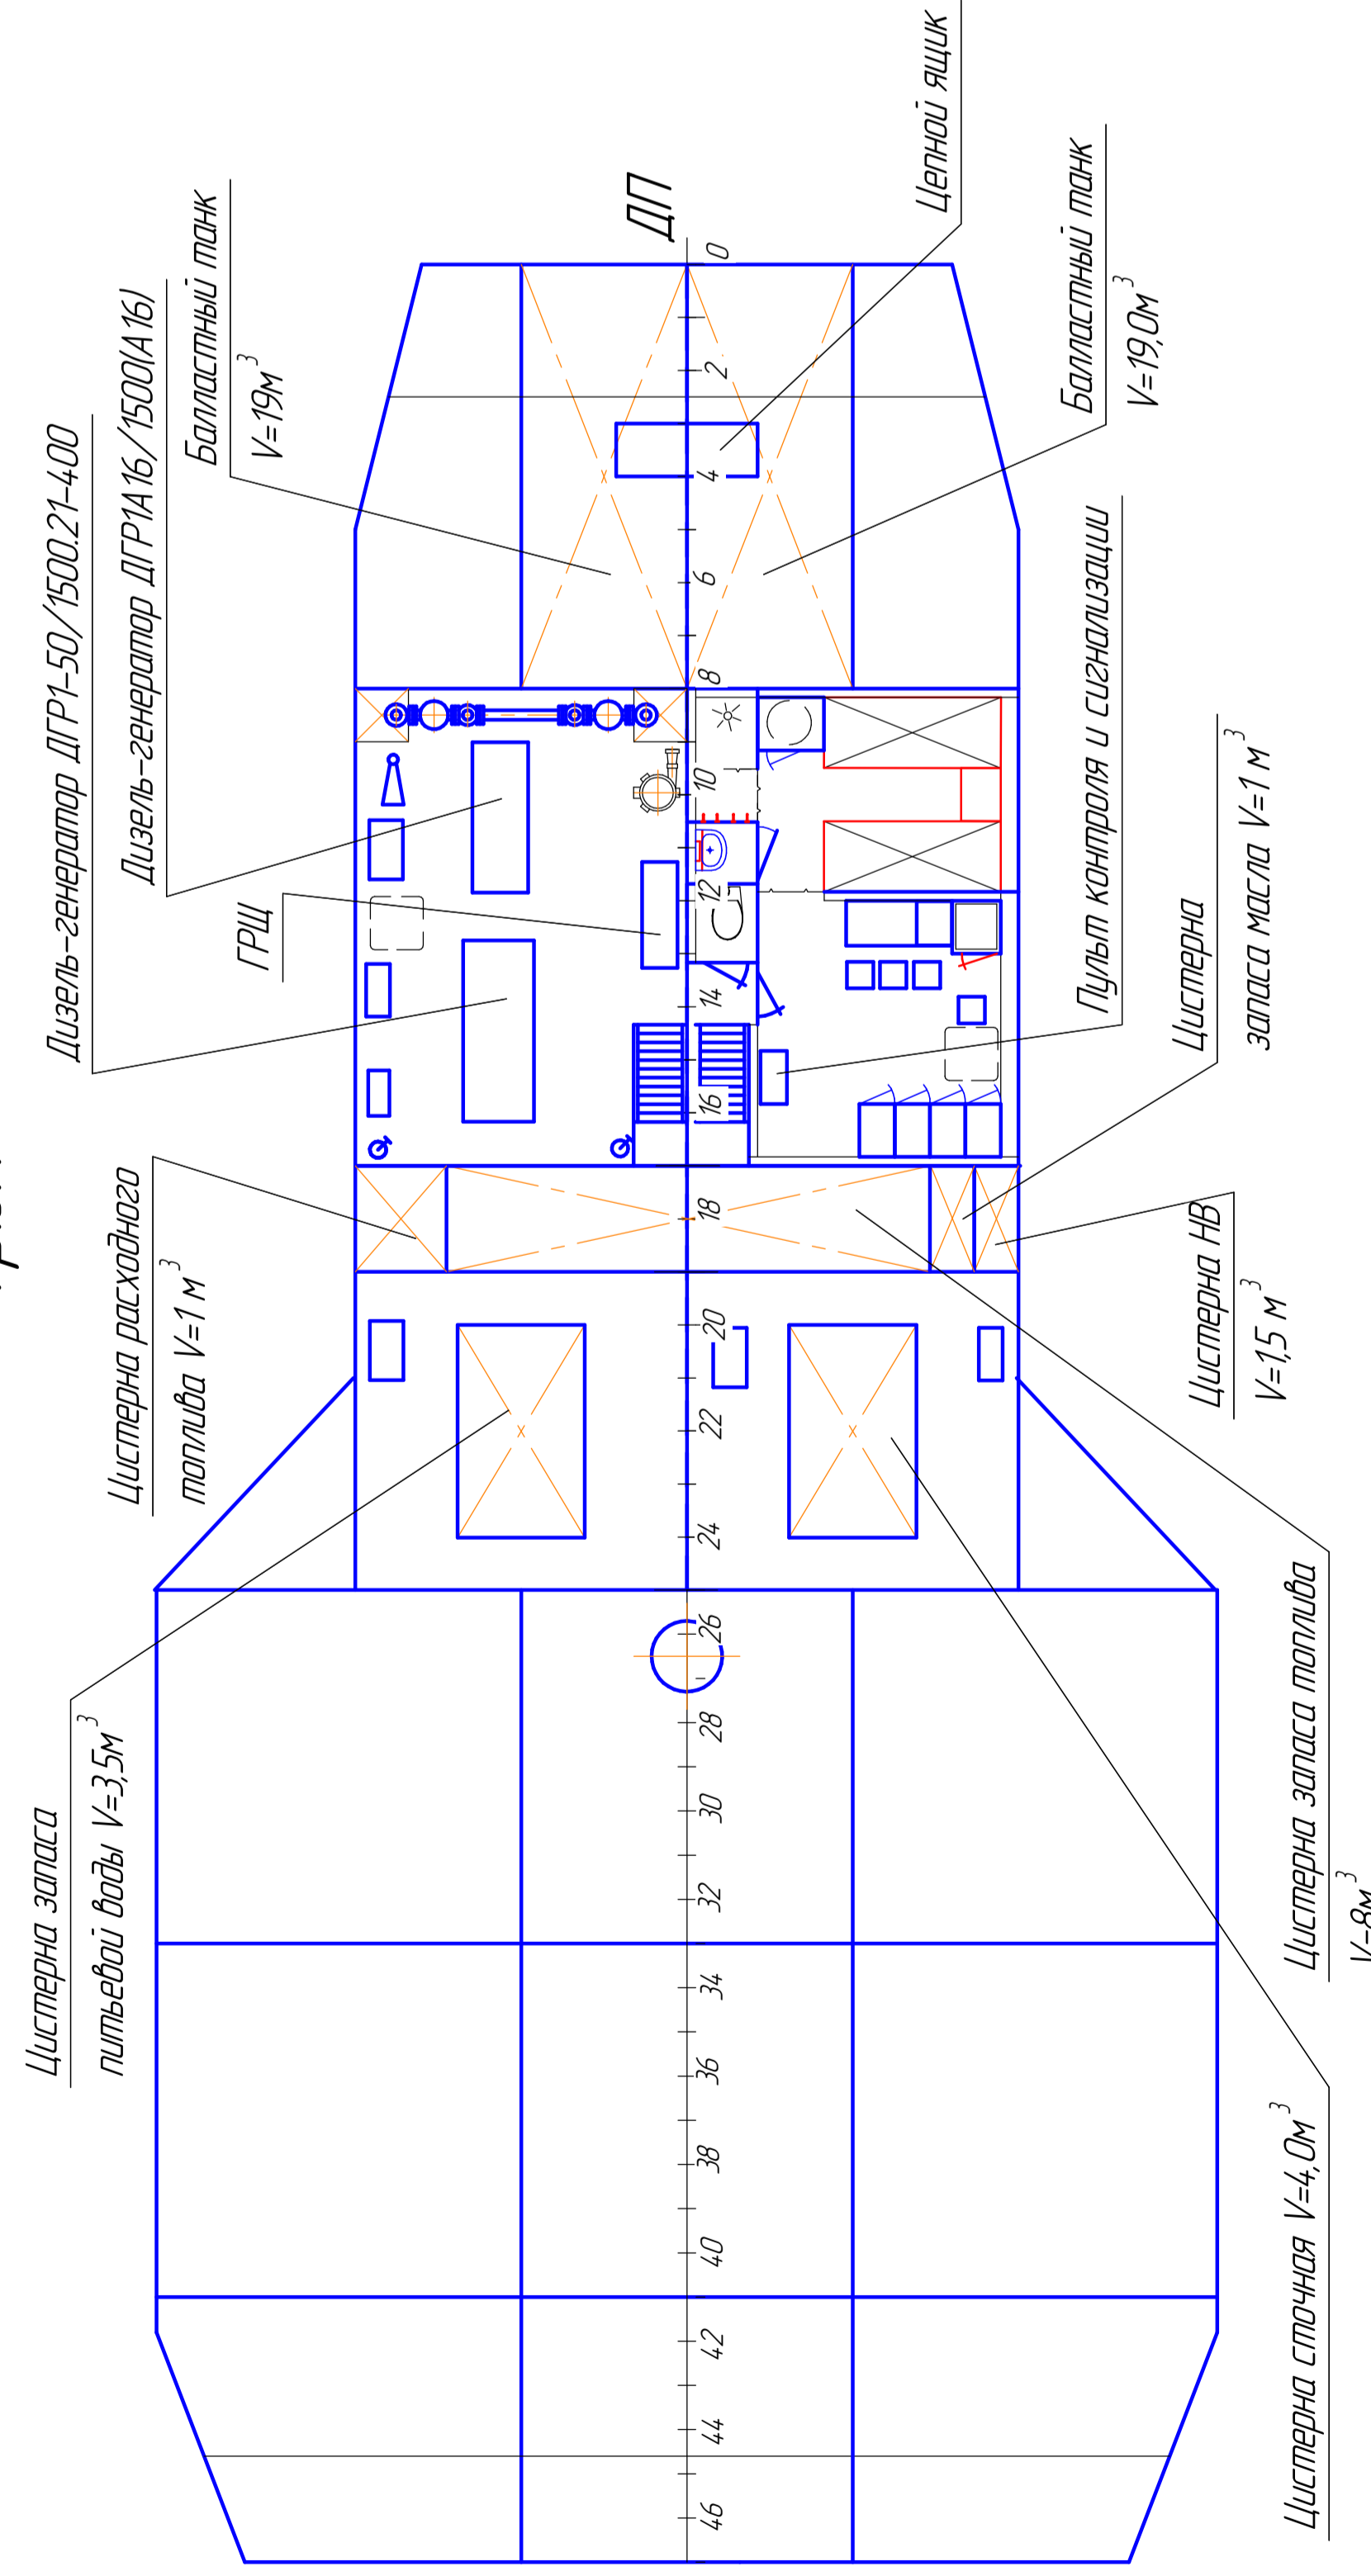 Цистерна запаса
питьевой воды V=3,5м³
Цистерна расходного
топлива V=1 м³
Дизель-генератор ДГР1-50/1500.21-400
Дизель-генератор ДГР1А16/1500(А16)
ГРЩ
Балластный танк
V=19м³
ДП
46 44 42 40 38 36 34 32 30 28 26 24 22 20 18 16 14 12 10 8 6 4 2 0
Цистерна сточная V=4,0м³
Цистерна запаса топлива
V=8м³
Цистерна НВ
V=1,5 м³
Цистерна
запаса масла V=1 м³
Пульт контроля и сигнализации
Балластный танк
V=19,0м³
Цепной ящик